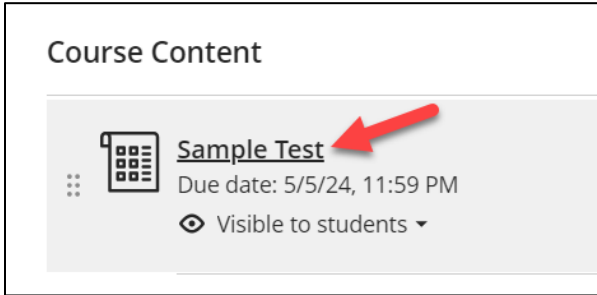 Course Content
Sample Test
Due date: 5/5/24, 11:59 PM
Visible to students